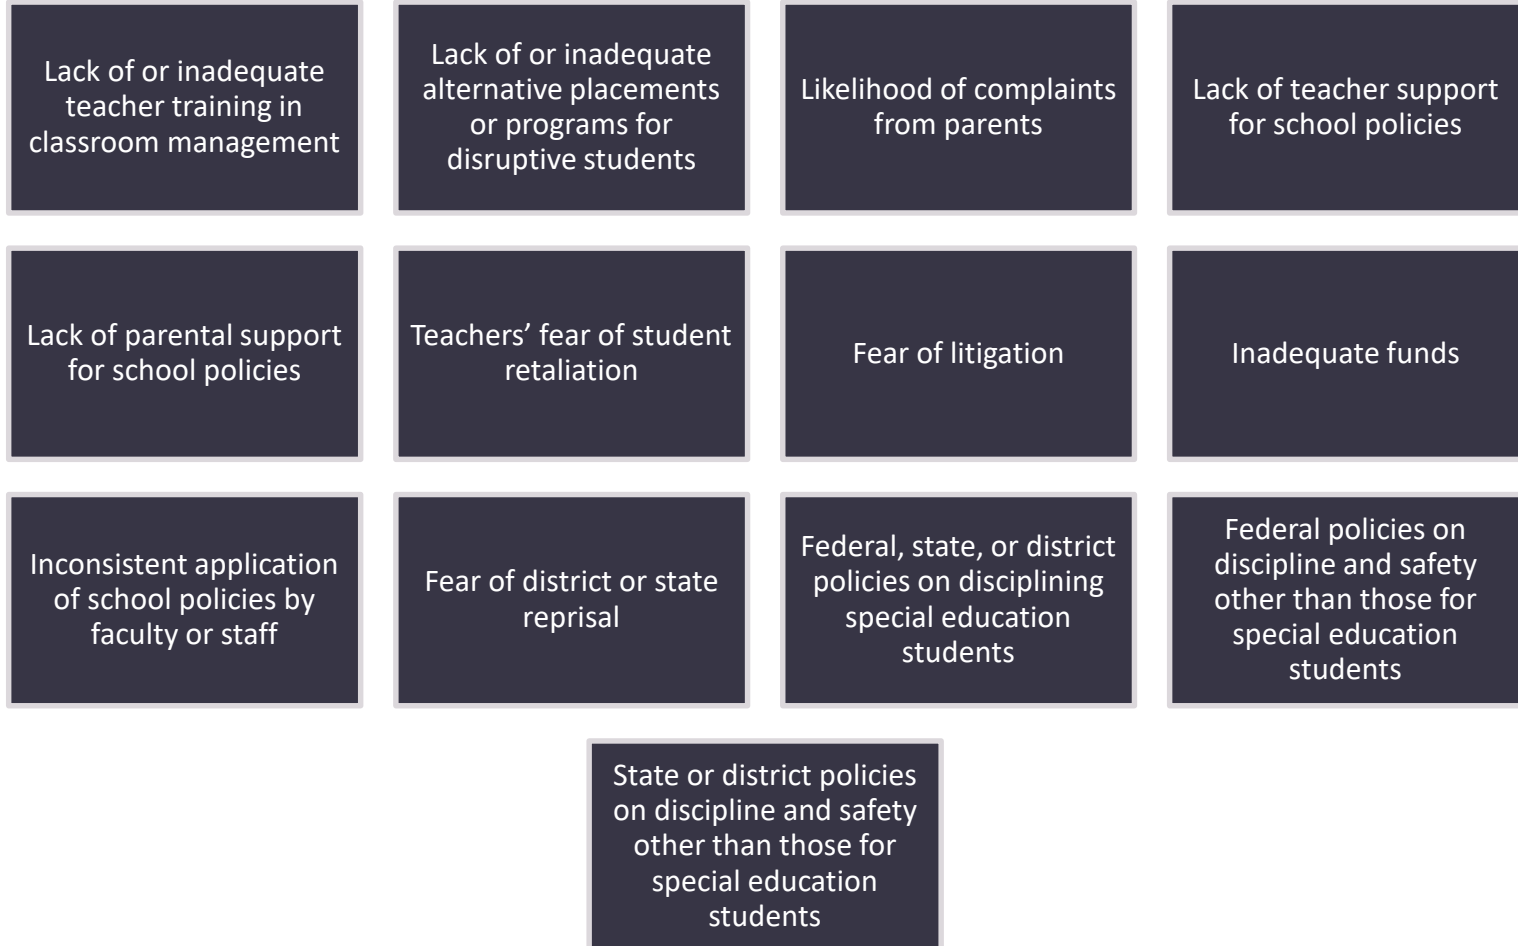 Lack of or inadequate
teacher training in
classroom management
Lack of or inadequate
alternative placements
or programs for
disruptive students
Likelihood of complaints
from parents
Lack of teacher support
for school policies
Lack of parental support
for school policies
Teachers’ fear of student
retaliation
Fear of litigation
Inadequate funds
Inconsistent application
of school policies by
faculty or staff
Fear of district or state
reprisal
Federal, state, or district
policies on disciplining
special education
students
Federal policies on
discipline and safety
other than those for
special education
students
State or district policies
on discipline and safety
other than those for
special education
students